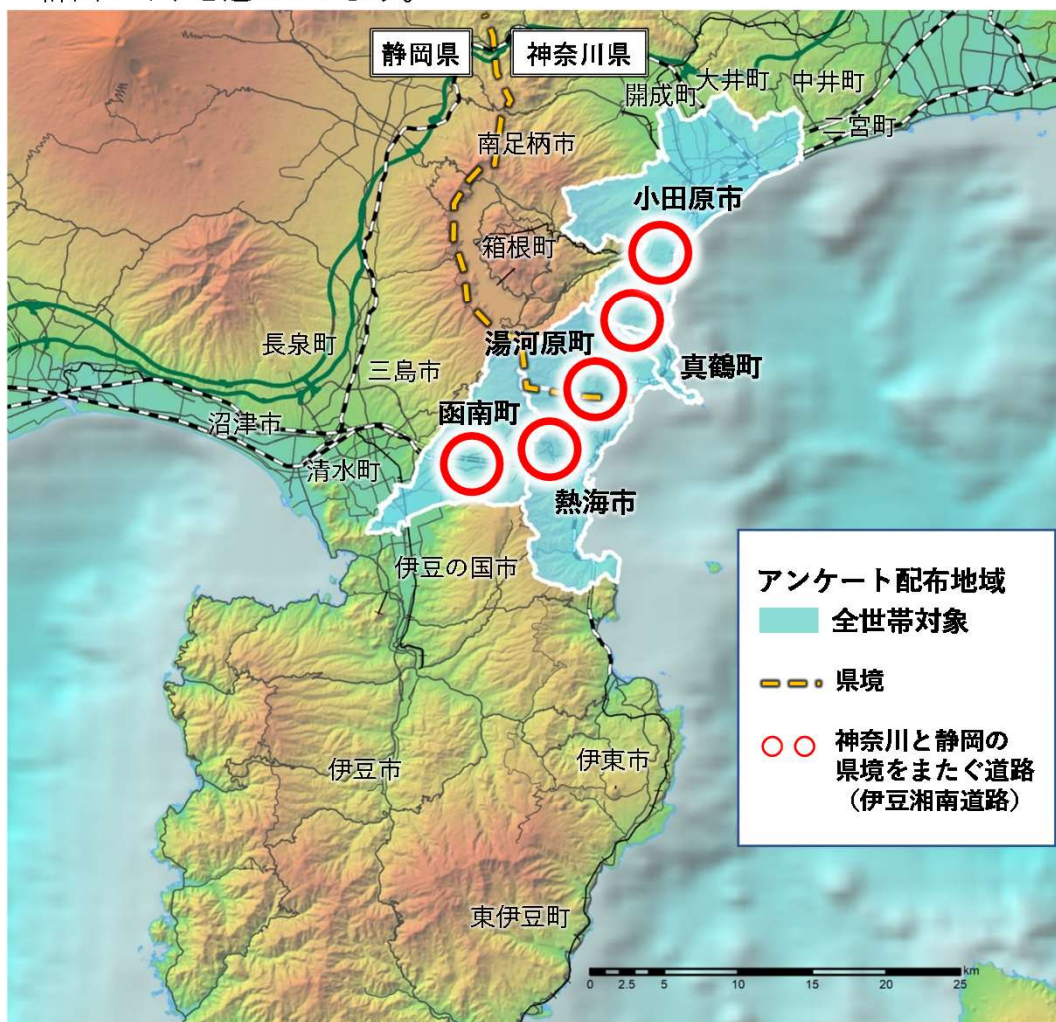 静岡県
神奈川県
大井町
中井町
開成町
二宮町
南足柄市
小田原市
箱根町
湯河原町
真鶴町
長泉町
三島市
函南町
沼津市
清水町
熱海市
伊豆の国市
アンケート配布地域
全世帯対象
県境
神奈川と静岡の
県境をまたぐ道路
（伊豆湘南道路）
伊豆市
伊東市
東伊豆町
km
0 2.5 5 10 15 20 25